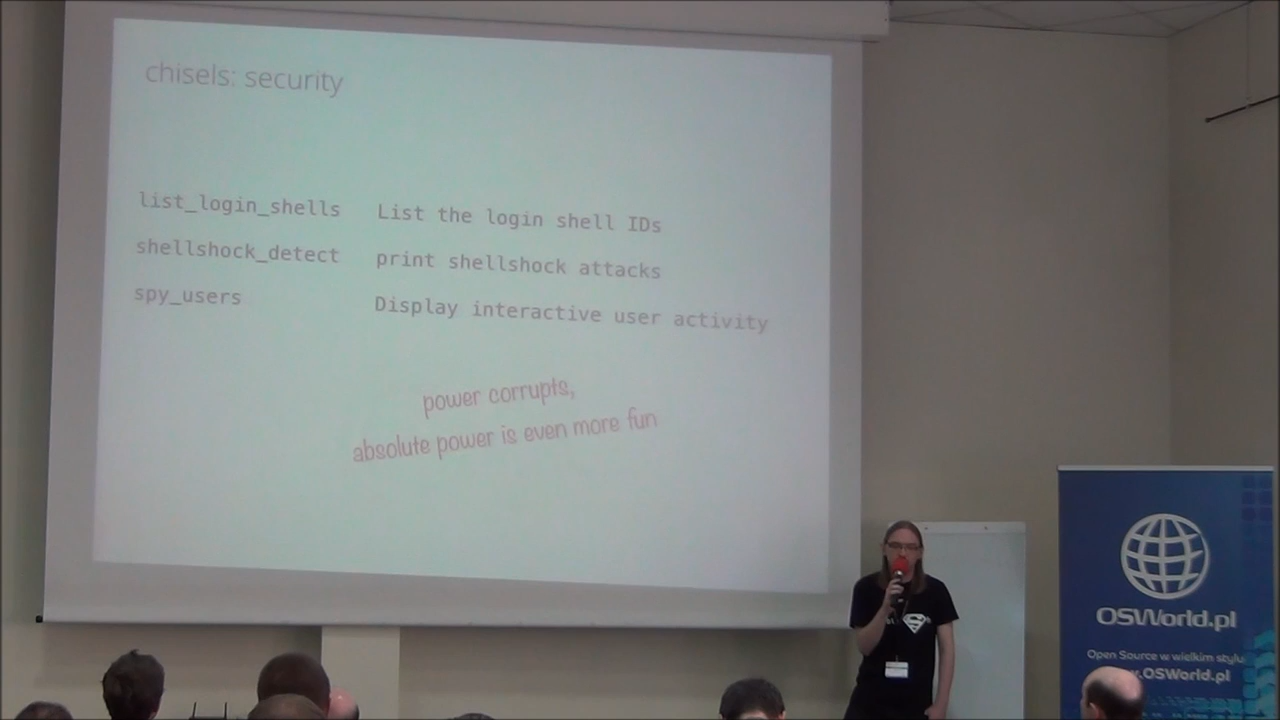 chisels: security
list_login_shells List the login shell IDs
shellshock_detect print shellshock attacks
spy_users Display interactive user activity
power corrupts,
absolute power is even more fun
OSWorld.pl
Open Source w wielkim stylu
.OSWorld.pl